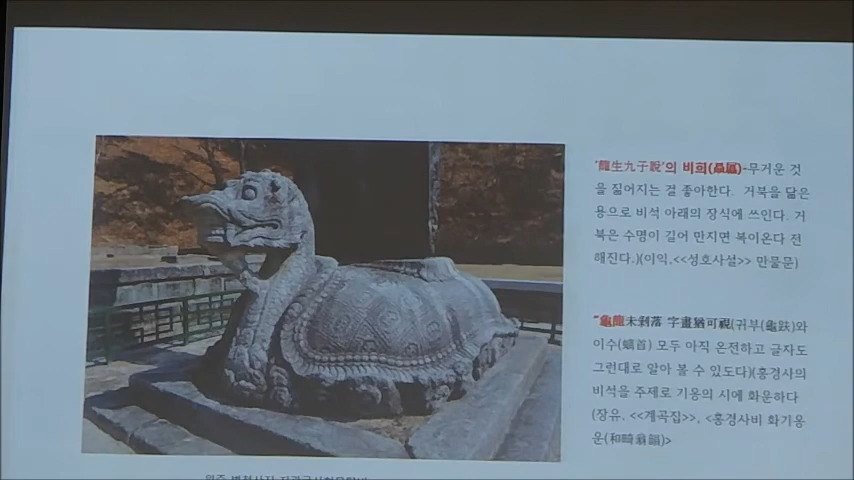 '龍生九子說'의 비희(贔屭)-무거운 것
을 짊어지는 걸 좋아한다. 거북을 닮은
용으로 비석 아래의 장식에 쓰인다. 거
북은 수명이 길어 만지면 복이온다 전
해진다.(이익,<<성호사설>> 만물문)
"龜龍未剥落 字畫猶可視(귀부(龜趺)와
이수(螭首) 모두 아직 온전하고 글자도
그런대로 알아 볼 수 있도다(홍경사의
비석을 주제로 기옹의 시에 화운하다
(장유, <<계곡집>>, <홍경사비 화기옹
운(和畸翁韻)>